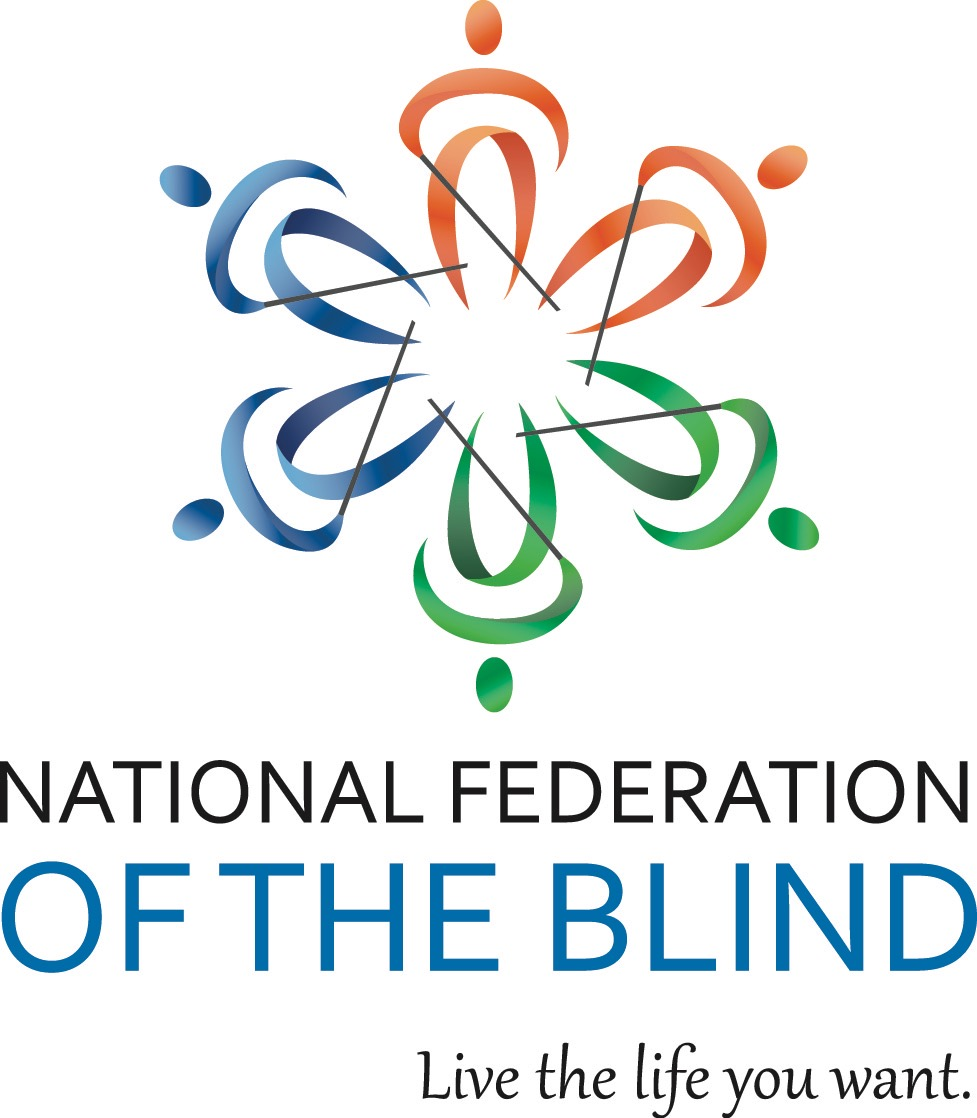 NATIONAL FEDERATION
OF THE BLIND
Live the life you want.